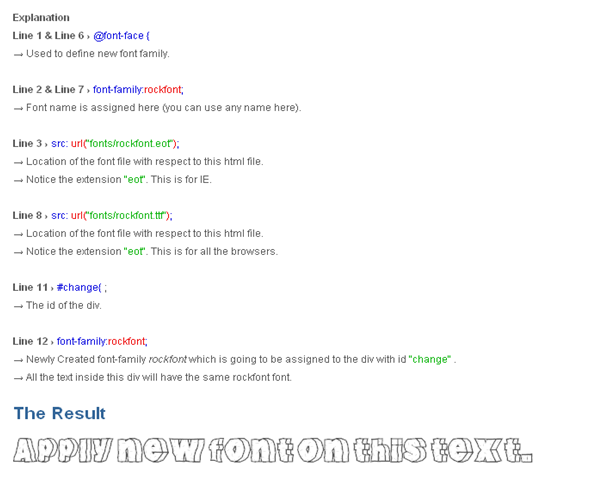 Explanation
Line 1 & Line 6 › @font-face {
→ Used to define new font family.
Line 2 & Line 7 › font-family:rockfont;
→ Font name is assigned here (you can use any name here).
Line 3 › src: url("fonts/rockfont.eot");
→ Location of the font file with respect to this html file.
→ Notice the extension "eot". This is for IE.
Line 8 › src: url("fonts/rockfont.ttf");
→ Location of the font file with respect to this html file.
→ Notice the extension "eot". This is for all the browsers.
Line 11 › #change{ ;
→ The id of the div.
Line 12 › font-family:rockfont;
→ Newly Created font-family rockfont which is going to be assigned to the div with id "change" .
→ All the text inside this div will have the same rockfont font.
The Result
Apply new font on this text.